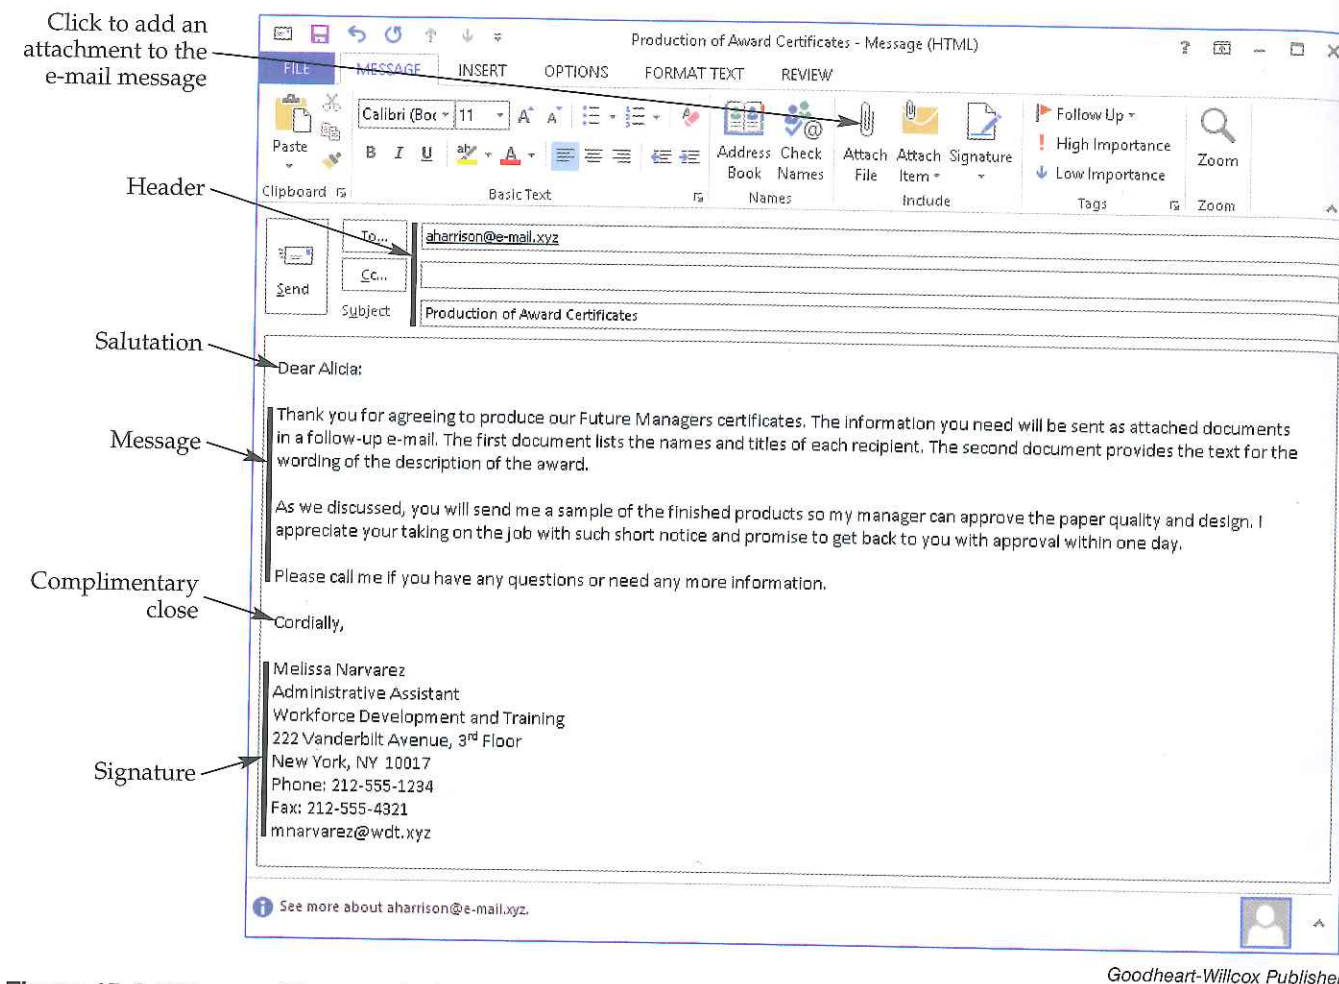 Click to add an
attachment to the
e-mail message
Production of Award Certificates - Message (HTML)
FILE MESSAGE INSERT OPTIONS FORMAT TEXT REVIEW
Calibri (Boc 11 A A
Paste
B I U aby A
Address Book
Check Names
Attach File
Attach Item
Signature
Follow Up
High Importance
Low Importance
Zoom
Clipboard Basic Text Names Include Tags Zoom
Header
To... aharrison@e-mail.xyz
Cc...
Send
Subject Production of Award Certificates
Salutation
Dear Alicia:
Message
Thank you for agreeing to produce our Future Managers certificates. The information you need will be sent as attached documents
in a follow-up e-mail. The first document lists the names and titles of each recipient. The second document provides the text for the
wording of the description of the award.
As we discussed, you will send me a sample of the finished products so my manager can approve the paper quality and design. I
appreciate your taking on the job with such short notice and promise to get back to you with approval within one day.
Please call me if you have any questions or need any more information.
Complimentary
close
Cordially,
Signature
Melissa Narvarez
Administrative Assistant
Workforce Development and Training
222 Vanderbilt Avenue, 3rd Floor
New York, NY 10017
Phone: 212-555-1234
Fax: 212-555-4321
mnarvarez@wdt.xyz
See more about aharrison@e-mail.xyz.
Goodheart-Willcox Publisher